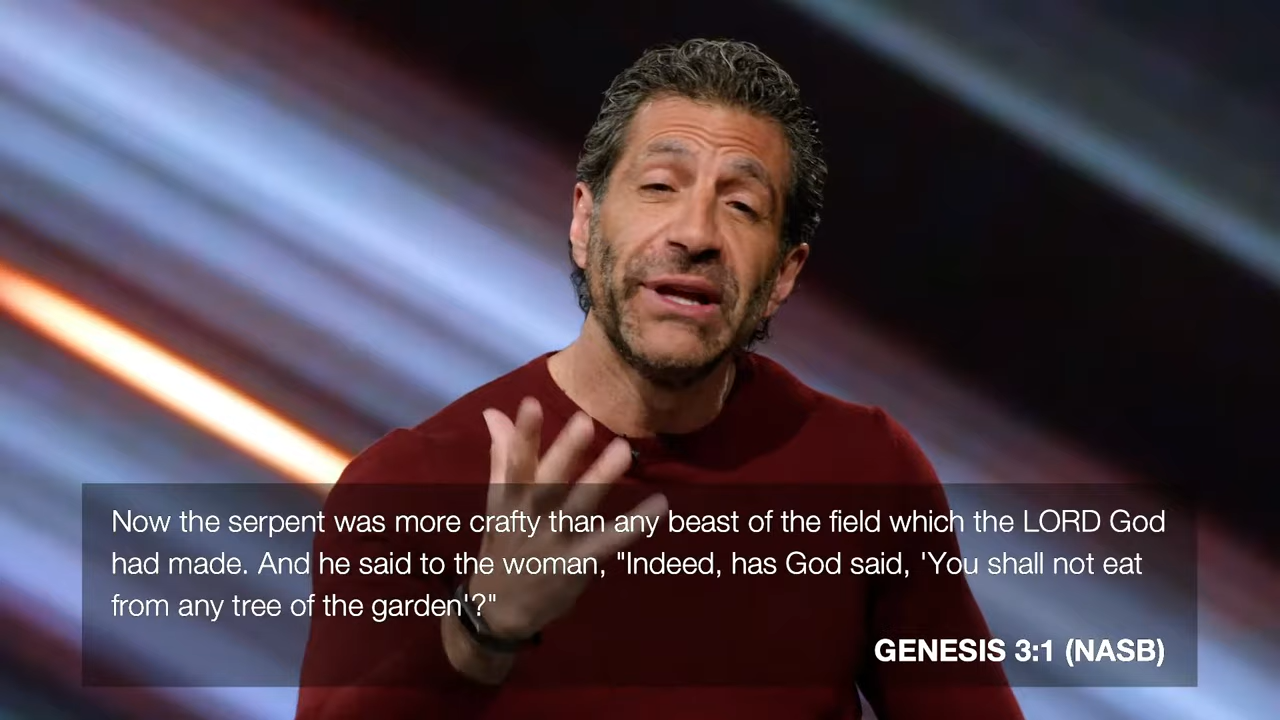 Now the serpent was more crafty than any beast of the field which the LORD God
had made. And he said to the woman, "Indeed, has God said, 'You shall not eat
from any tree of the garden'?"
GENESIS 3:1 (NASB)